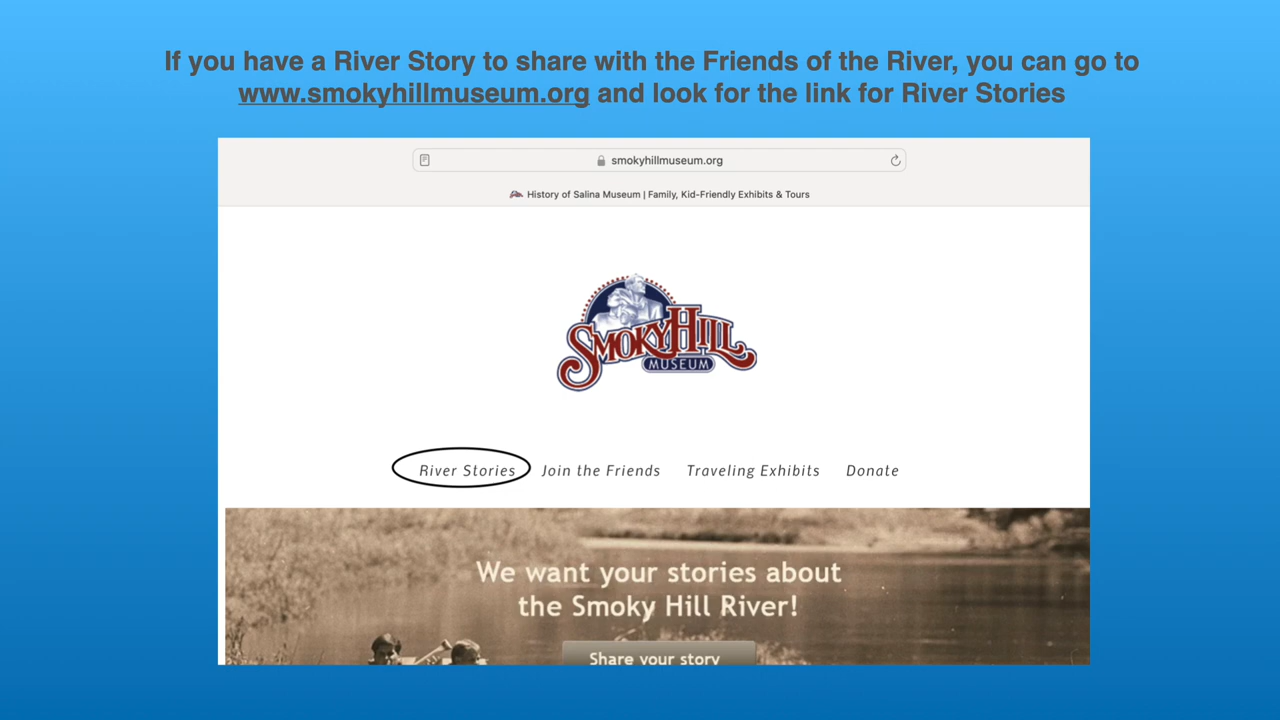 If you have a River Story to share with the Friends of the River, you can go to
www.smokyhillmuseum.org and look for the link for River Stories
smokyhillmuseum.org
History of Salina Museum | Family, Kid-Friendly Exhibits & Tours
SMOKY HILL
MUSEUM
River Stories Join the Friends Traveling Exhibits Donate
We want your stories about
the Smoky Hill River!
Share your story